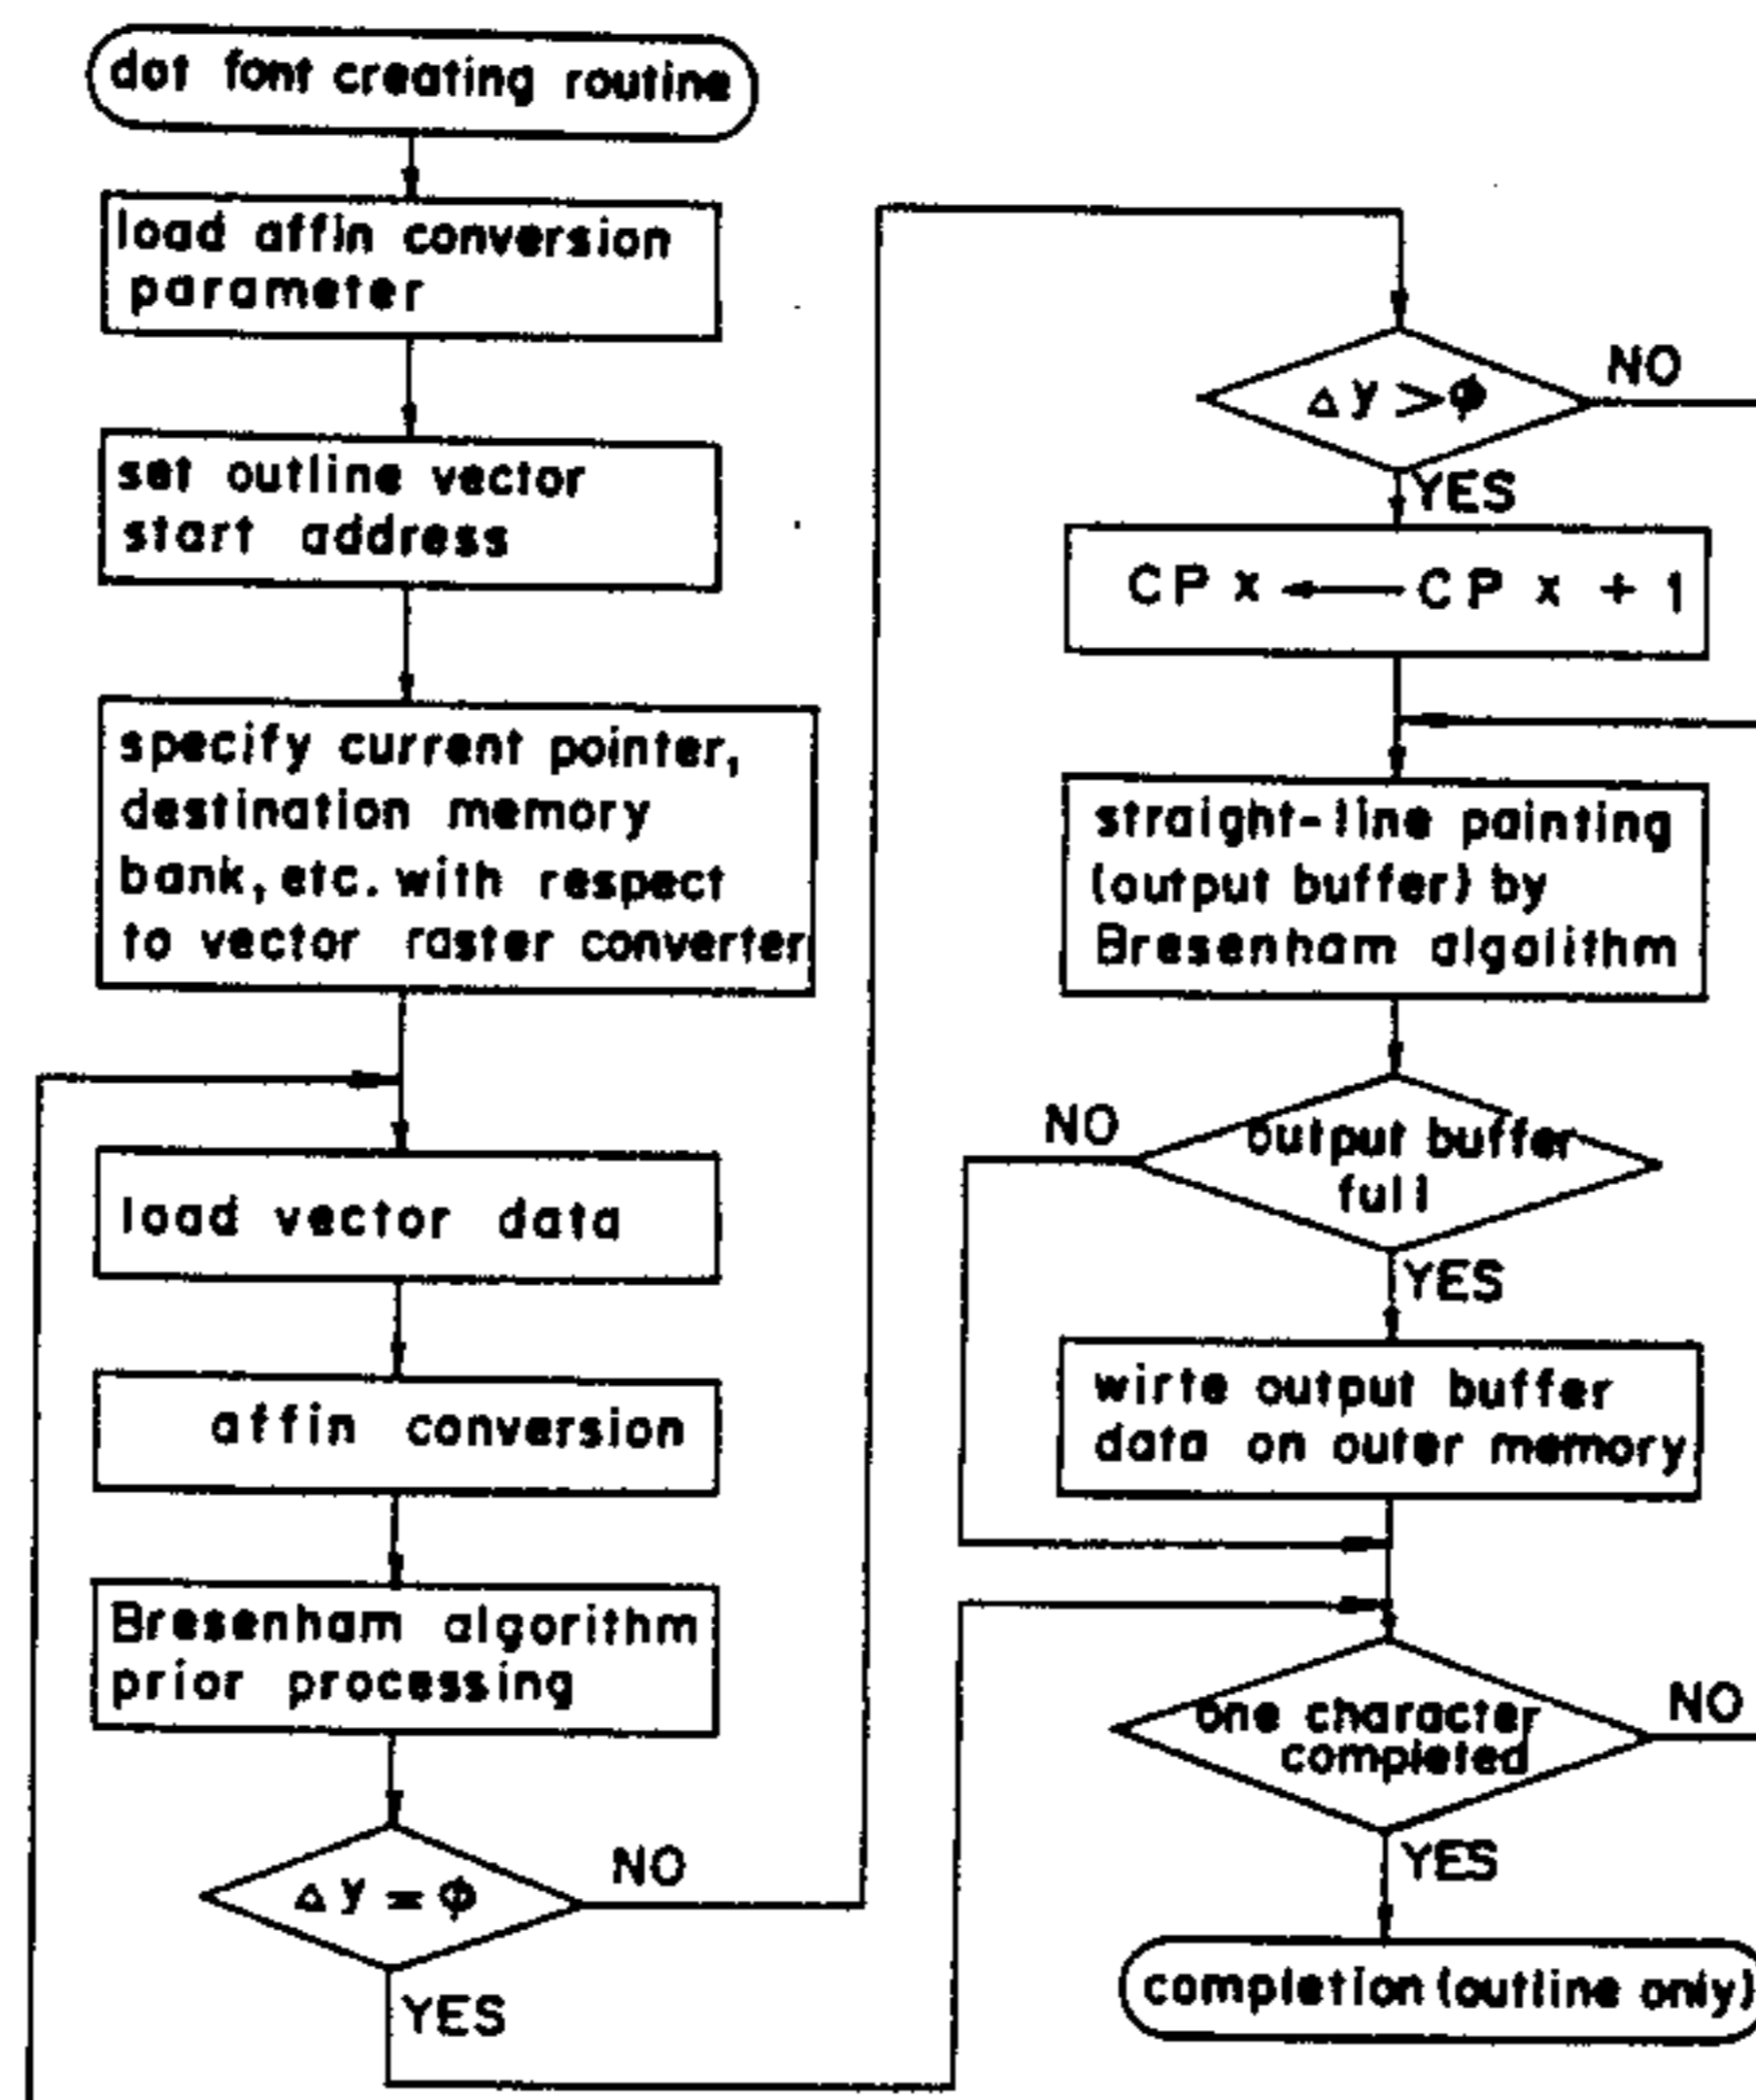 dot font creating routine
load affin conversion
parameter
set outline vector
start address
specify current pointer,
destination memory
bank, etc. with respect
to vector raster converter
load vector data
affin conversion
Bresenham algorithm
prior processing
Δy = φ
NO
YES
Δy > φ
NO
YES
CP x ← CP x + 1
straight-line painting
(output buffer) by
Bresenham algolithm
output buffer
full
NO
YES
wirte output buffer
data on outer memory
one character
completed
NO
YES
completion (outline only)